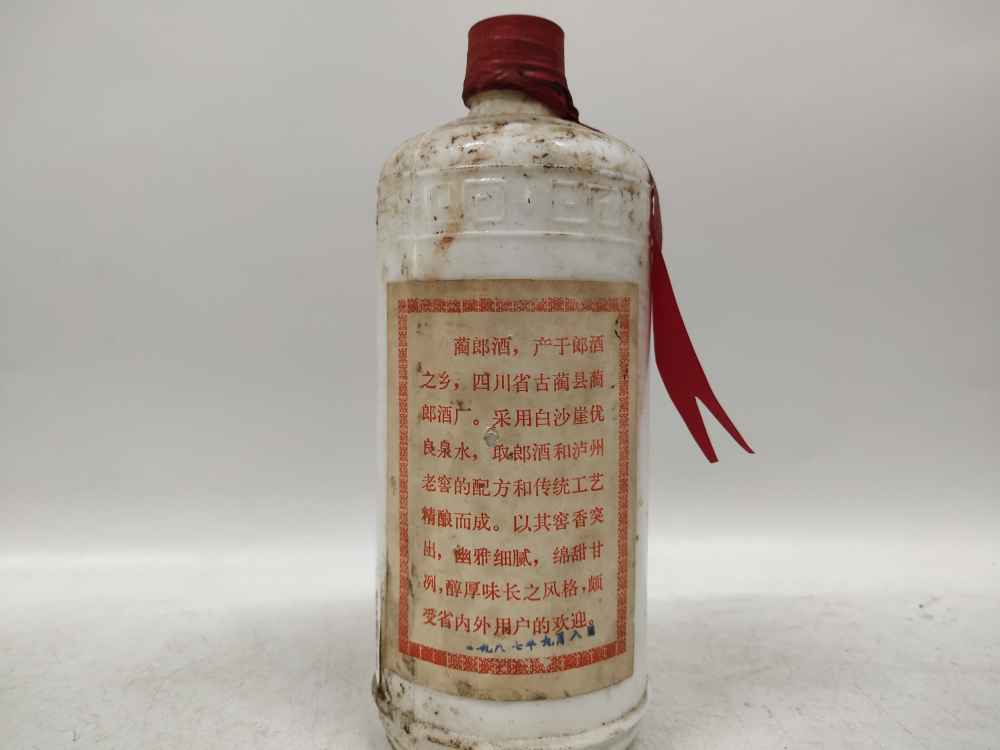 蔺郎酒，产于郎酒
之乡，四川省古蔺县蔺
郎酒厂。采用白沙崖优
良泉水，取郎酒和泸州
老窖的配方和传统工艺
精酿而成。以其窖香突
出，幽雅细腻，绵甜甘
冽，醇厚味长之风格，颇
受省内外用户的欢迎。
一九八七年九月八日